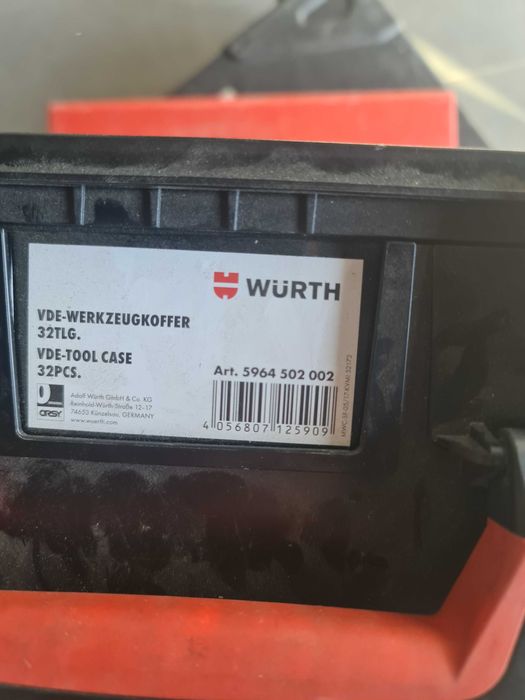 WÜRTH
VDE-WERKZEUGKOFFER
32TLG.
VDE-TOOL CASE
32PCS.
Art. 5964 502 002
ORSY
Adolf Würth GmbH & Co. KG
Reinhold-Würth-Straße 12-17
74653 Künzelsau, GERMANY
www.wuerth.com
4 056807 125909